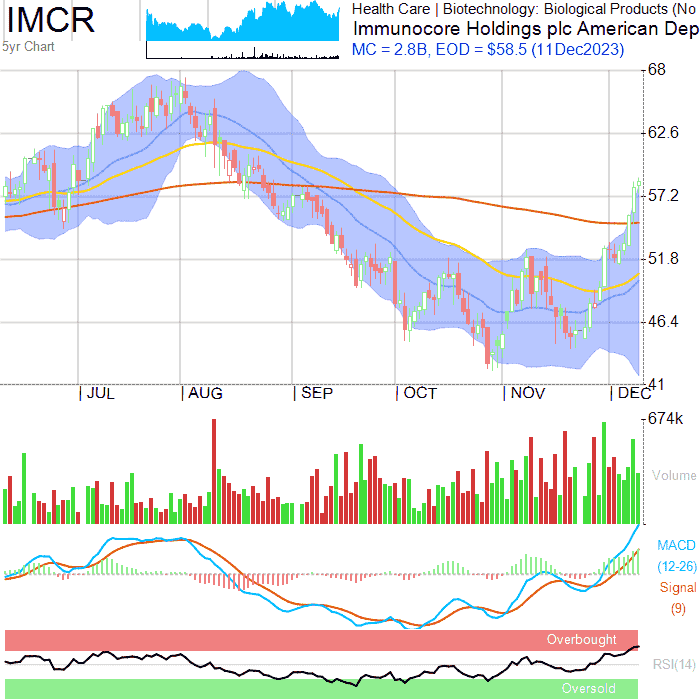 IMCR
5yr Chart
Health Care | Biotechnology: Biological Products (No
Immunocore Holdings plc American Dep
MC = 2.8B, EOD = $58.5 (11Dec2023)
68
62.6
57.2
51.8
46.4
41
JUL AUG SEP OCT NOV DEC
674k
Volume
MACD
(12-26)
Signal
(9)
Overbought
RSI(14)
Oversold